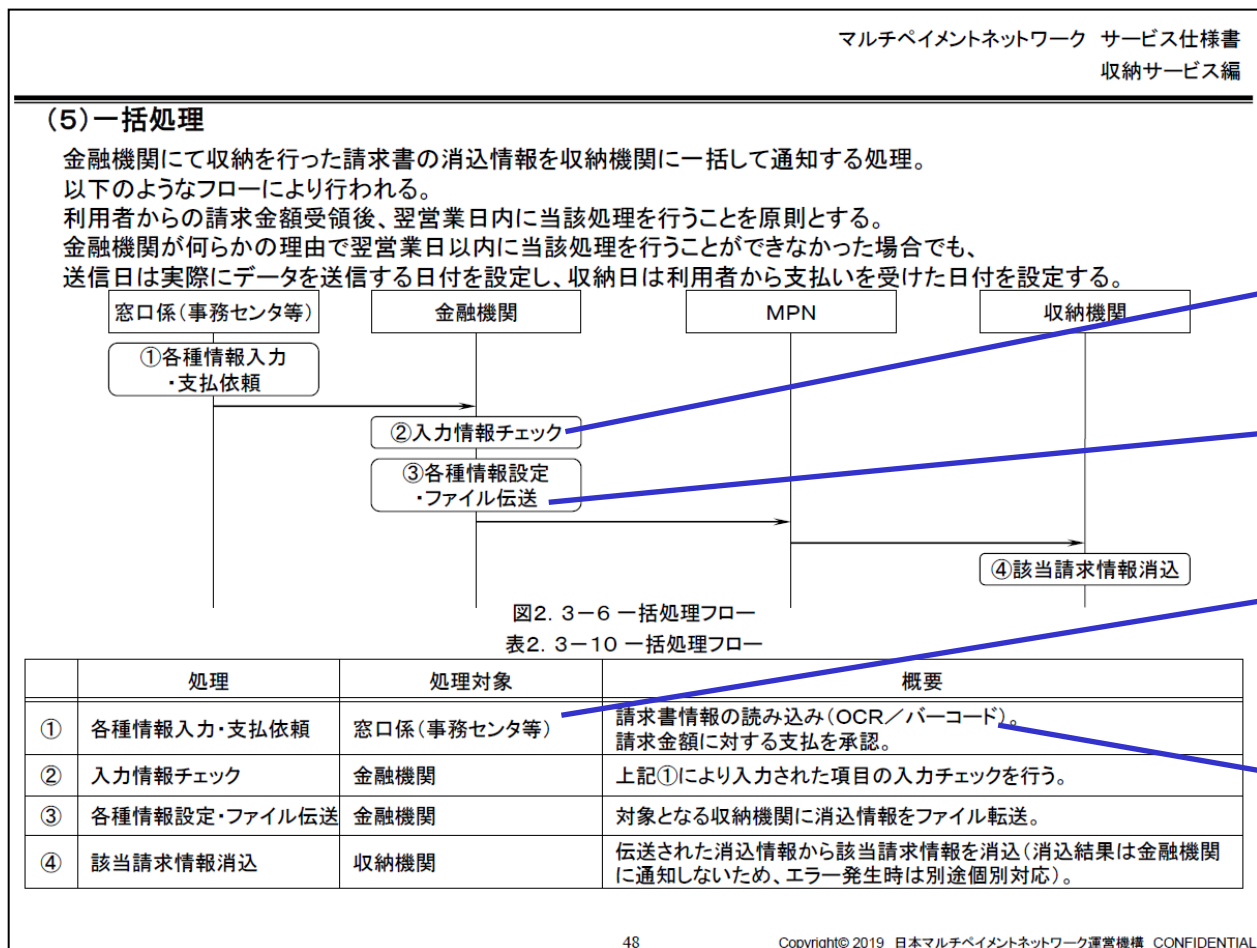 マルチペイメントネットワーク サービス仕様書
収納サービス編
(5)一括処理
金融機関にて収納を行った請求書の消込情報を収納機関に一括して通知する処理。
以下のようなフローにより行われる。
利用者からの請求金額受領後、翌営業日内に当該処理を行うことを原則とする。
金融機関が何らかの理由で翌営業日以内に当該処理を行うことができなかった場合でも、
送信日は実際にデータを送信する日付を設定し、収納日は利用者から支払いを受けた日付を設定する。
窓口係(事務センタ等) 金融機関 MPN 収納機関
①各種情報入力
・支払依頼
②入力情報チェック
③各種情報設定
・ファイル伝送
④該当請求情報消込
図2.3-6 一括処理フロー
表2.3-10 一括処理フロー
処理 処理対象 概要
① 各種情報入力・支払依頼 窓口係(事務センタ等) 請求書情報の読み込み(OCR/バーコード)。
請求金額に対する支払を承認。
② 入力情報チェック 金融機関 上記①により入力された項目の入力チェックを行う。
③ 各種情報設定・ファイル伝送 金融機関 対象となる収納機関に消込情報をファイル転送。
④ 該当請求情報消込 収納機関 伝送された消込情報から該当請求情報を消込(消込結果は金融機関
に通知しないため、エラー発生時は別途個別対応)。
48 Copyright© 2019 日本マルチペイメントネットワーク運営機構 CONFIDENTIAL